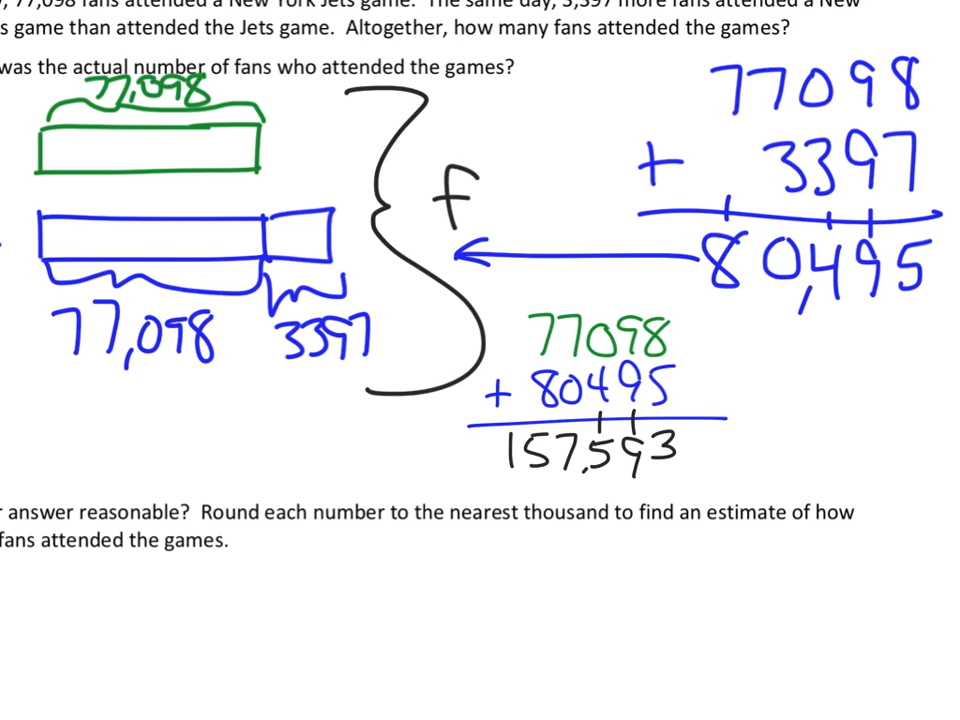 77,098 fans attended a New York Jets game. The same day, 3,397 more fans attended a New
s game than attended the Jets game. Altogether, how many fans attended the games?
was the actual number of fans who attended the games?
77,098
77098
+ 3397
80,495
f
77,098 3397
77098
+ 80495
157,593
answer reasonable? Round each number to the nearest thousand to find an estimate of how
fans attended the games.